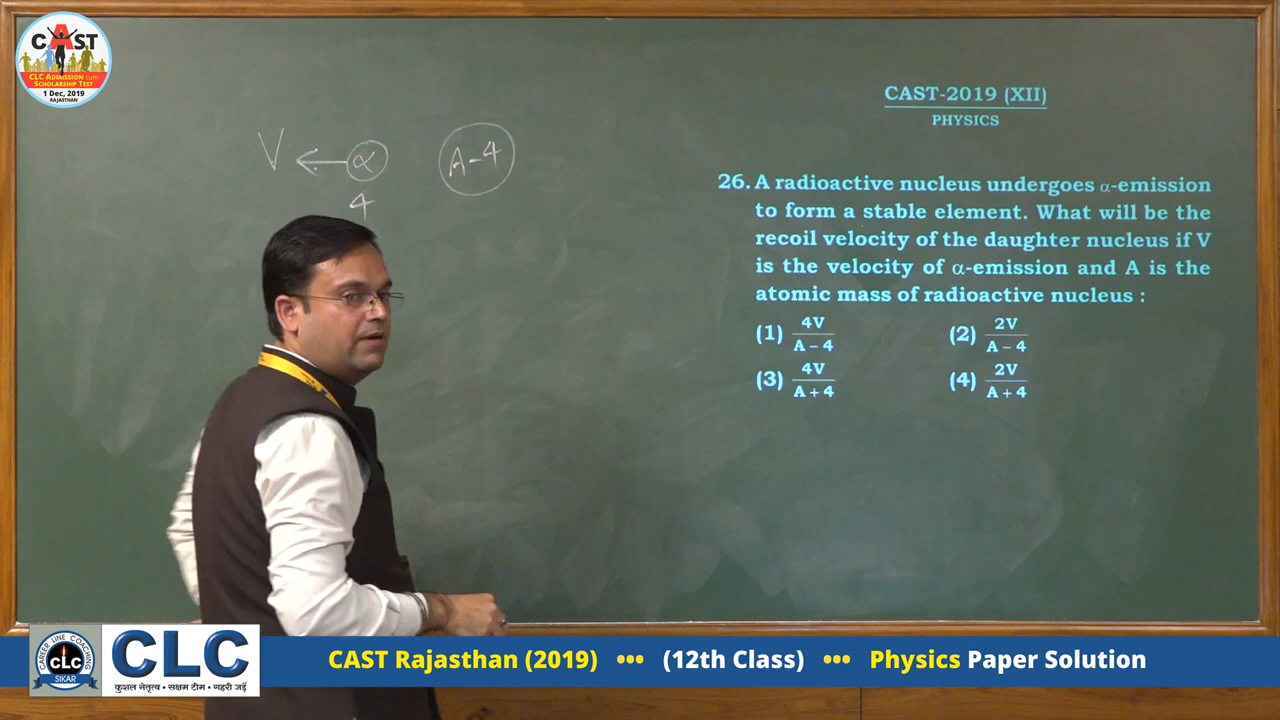 CAST
CLC ADMISSION CUM
SCHOLARSHIP TEST
1 Dec, 2019
RAJASTHAN
V ← α
4
A-4
CAST-2019 (XII)
PHYSICS
26. A radioactive nucleus undergoes α-emission
to form a stable element. What will be the
recoil velocity of the daughter nucleus if V
is the velocity of α-emission and A is the
atomic mass of radioactive nucleus :
(1) 4V / A – 4 (2) 2V / A – 4
(3) 4V / A + 4 (4) 2V / A + 4
CAREER LINE COACHING
CLC
SIKAR
CLC
कुशल नेतृत्व • सक्षम टीम • गहरी जड़ें
CAST Rajasthan (2019) ••• (12th Class) ••• Physics Paper Solution